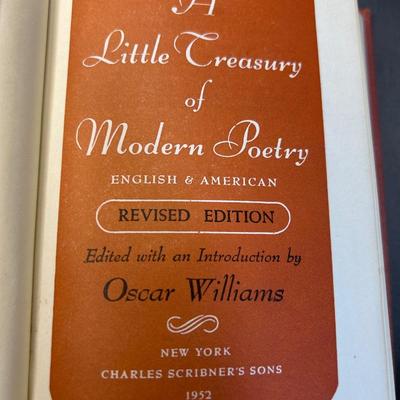 A
Little Treasury
of
Modern Poetry
ENGLISH & AMERICAN
REVISED EDITION
Edited with an Introduction by
Oscar Williams
NEW YORK
CHARLES SCRIBNER'S SONS
1952